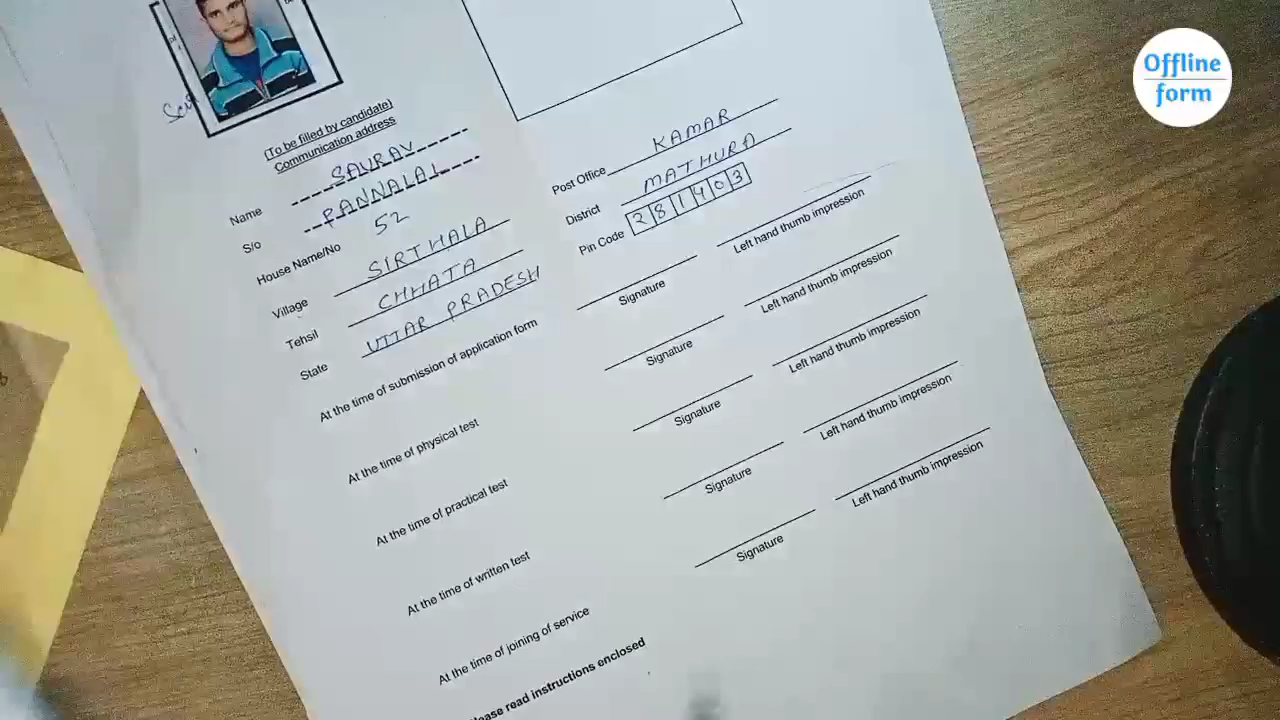 Offline
form
(To be filled by candidate)
Communication address
Name SAURAV
S/o PANNALAL
House Name/No 52
Village SIRTHALA
Tehsil CHHATA
State UTTAR PRADESH
Post Office KAMAR
District MATHURA
Pin Code 281403
At the time of submission of application form Signature Left hand thumb impression
At the time of physical test Signature Left hand thumb impression
At the time of practical test Signature Left hand thumb impression
At the time of written test Signature Left hand thumb impression
At the time of joining of service Signature Left hand thumb impression
read instructions enclosed